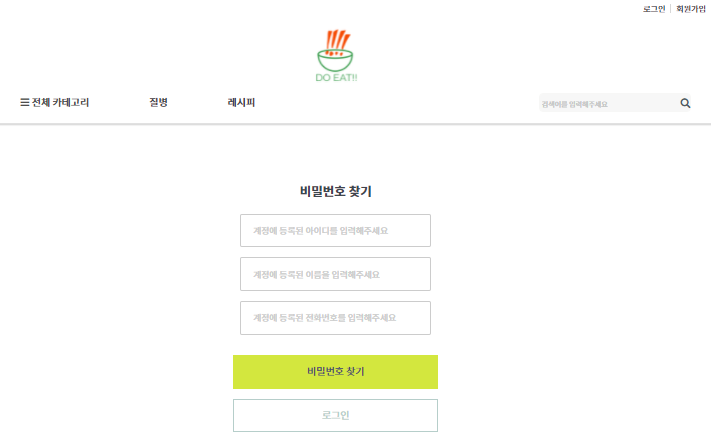 로그인 | 회원가입
DO EAT!!
전체 카테고리 질병 레시피 검색어를 입력해주세요
비밀번호 찾기
계정에 등록된 아이디를 입력해주세요
계정에 등록된 이름을 입력해주세요
계정에 등록된 전화번호를 입력해주세요
비밀번호 찾기
로그인